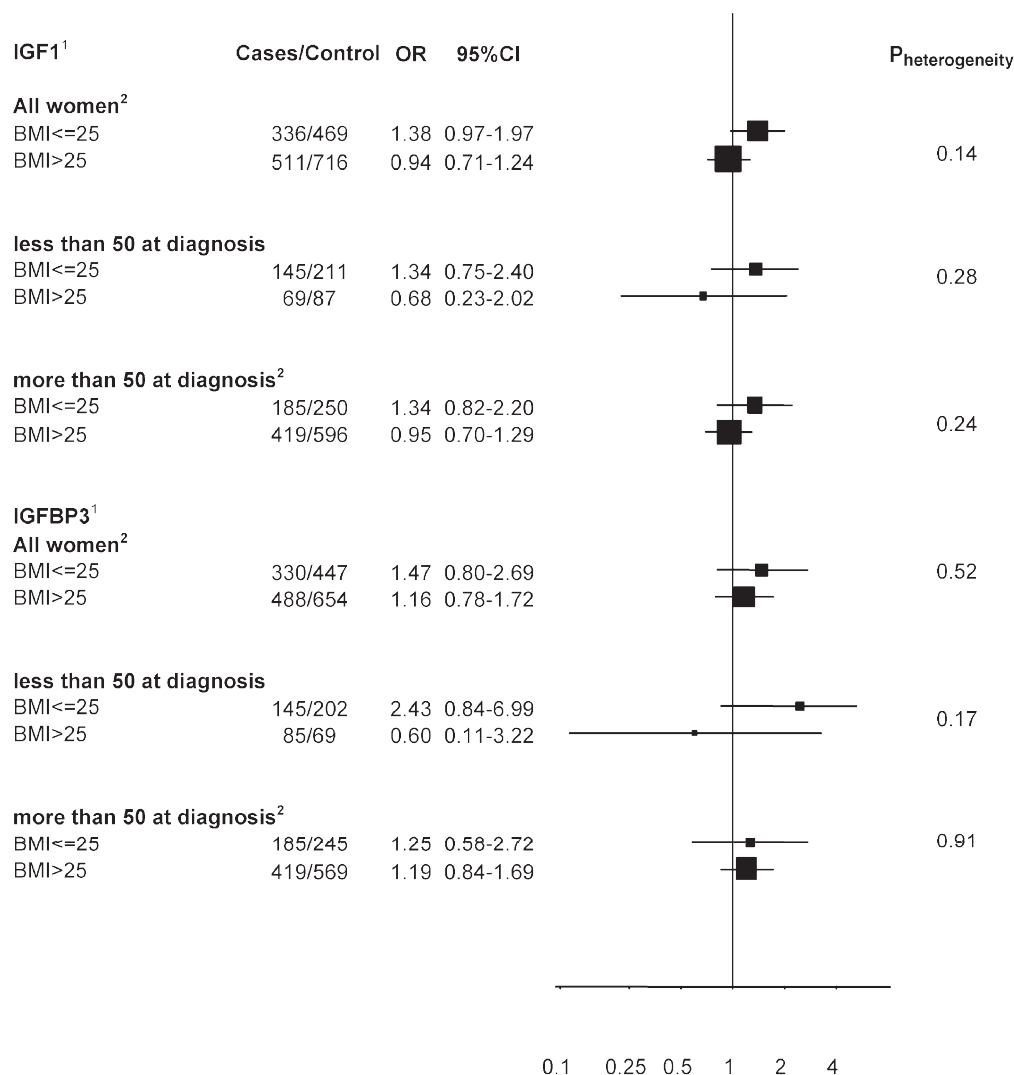 IGF1¹ Cases/Control OR 95%CI Pheterogeneity
All women²
BMI<=25 336/469 1.38 0.97-1.97
BMI>25 511/716 0.94 0.71-1.24
0.14
less than 50 at diagnosis
BMI<=25 145/211 1.34 0.75-2.40
BMI>25 69/87 0.68 0.23-2.02
0.28
more than 50 at diagnosis²
BMI<=25 185/250 1.34 0.82-2.20
BMI>25 419/596 0.95 0.70-1.29
0.24
IGFBP3¹
All women²
BMI<=25 330/447 1.47 0.80-2.69 0.52
BMI>25 488/654 1.16 0.78-1.72
less than 50 at diagnosis
BMI<=25 145/202 2.43 0.84-6.99
BMI>25 85/69 0.60 0.11-3.22
0.17
more than 50 at diagnosis²
BMI<=25 185/245 1.25 0.58-2.72 0.91
BMI>25 419/569 1.19 0.84-1.69
0.1 0.25 0.5 1 2 4